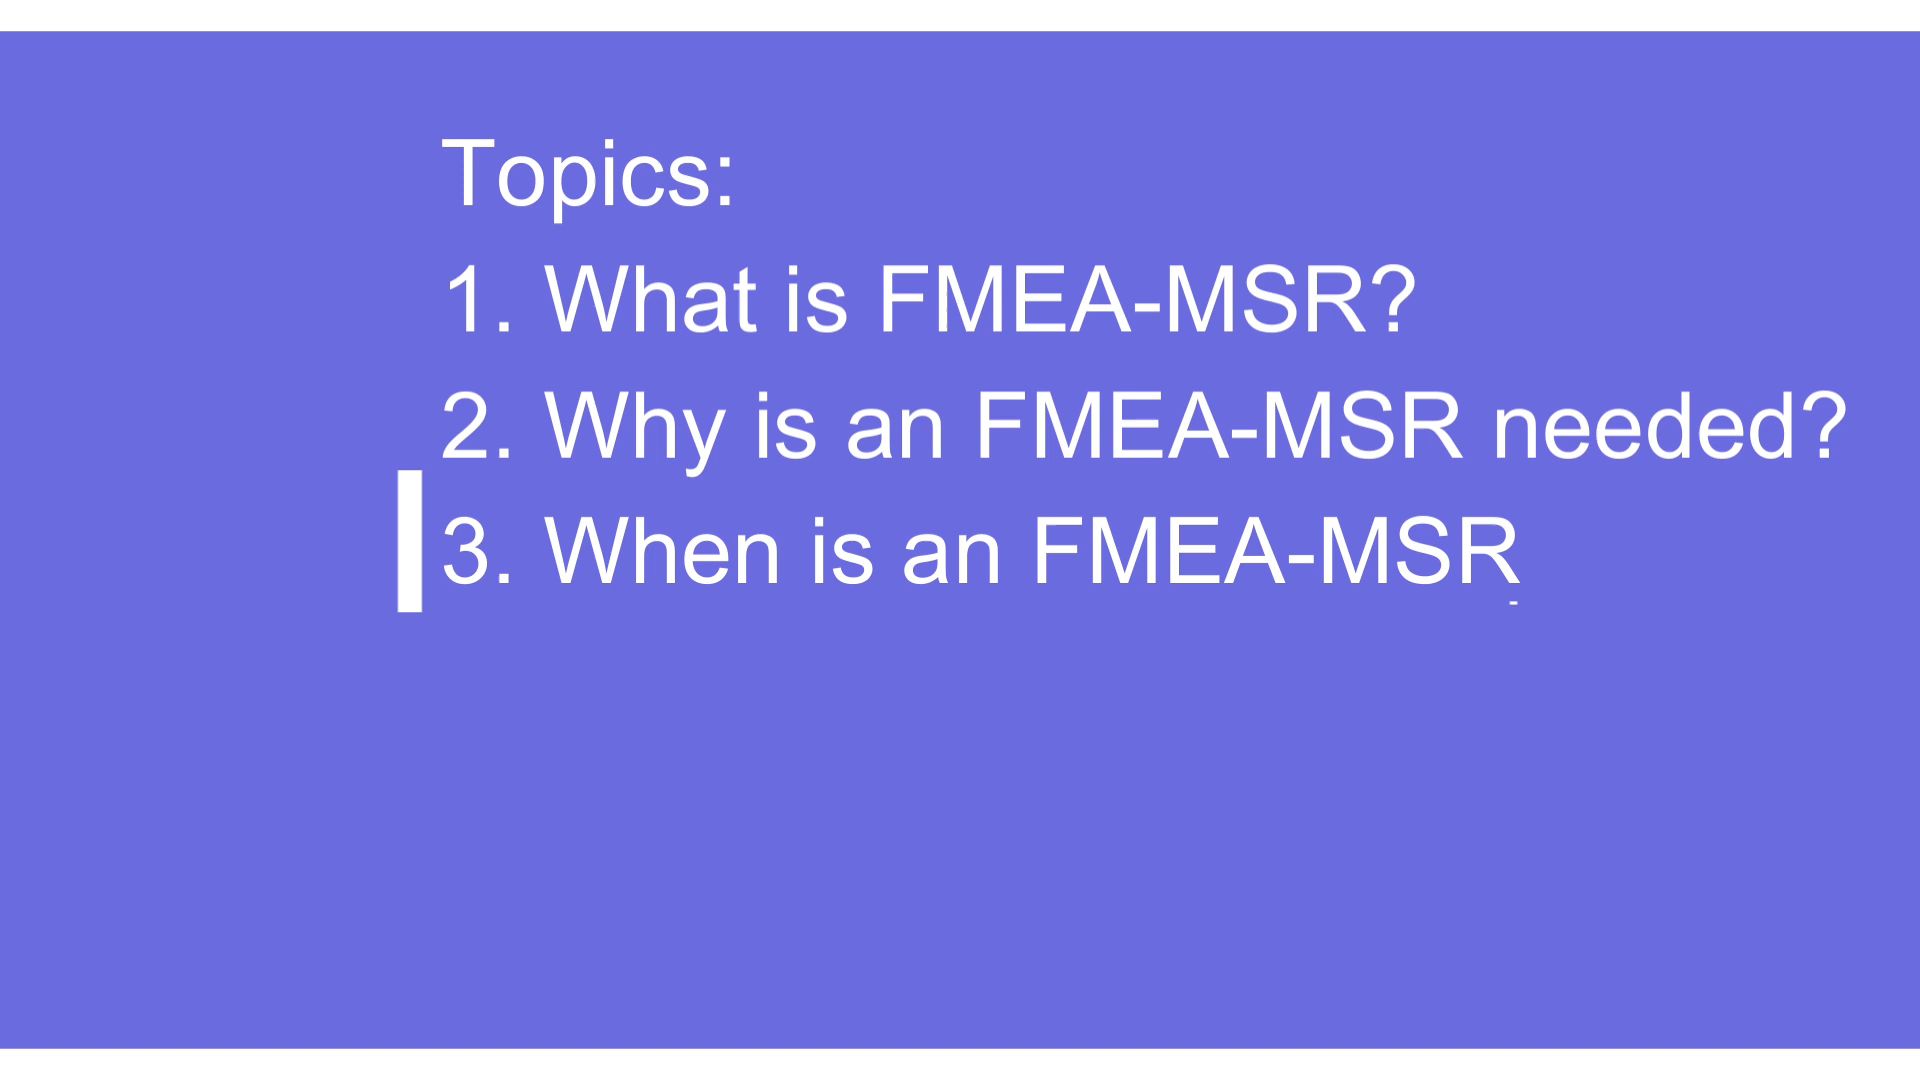 Topics:
1. What is FMEA-MSR?
2. Why is an FMEA-MSR needed?
3. When is an FMEA-MSR